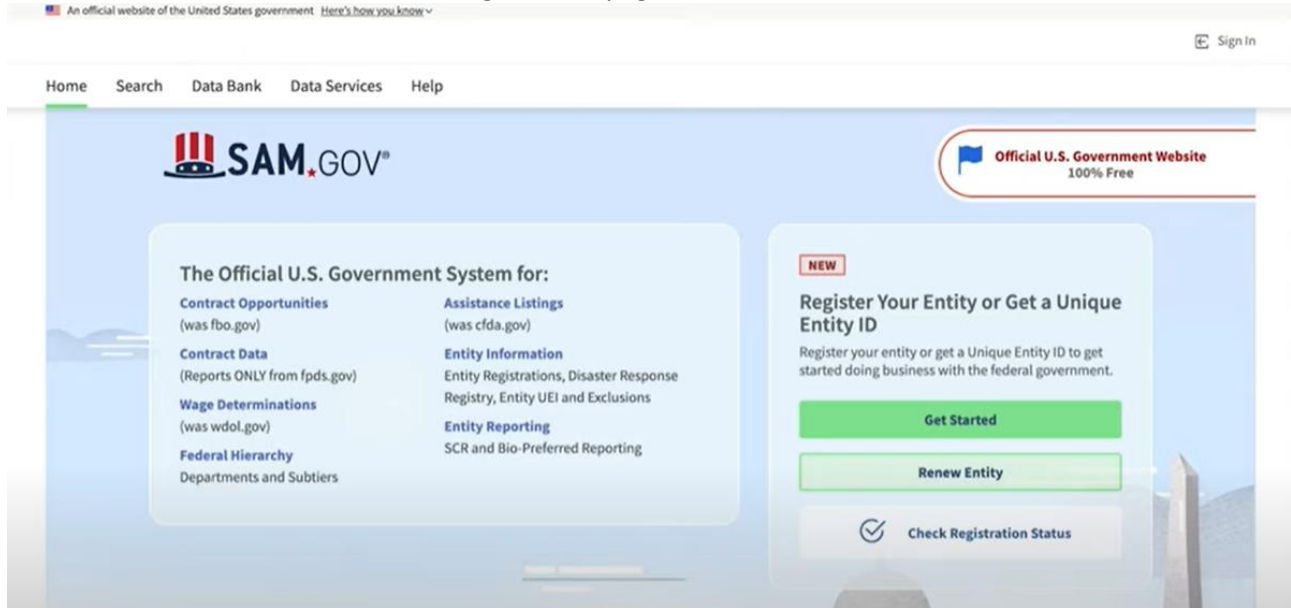 An official website of the United States government Here's how you know
Sign In
Home Search Data Bank Data Services Help
SAM.GOV®
Official U.S. Government Website
100% Free
The Official U.S. Government System for:
Contract Opportunities
(was fbo.gov)
Contract Data
(Reports ONLY from fpds.gov)
Wage Determinations
(was wdol.gov)
Federal Hierarchy
Departments and Subtiers
Assistance Listings
(was cfda.gov)
Entity Information
Entity Registrations, Disaster Response
Registry, Entity UEI and Exclusions
Entity Reporting
SCR and Bio-Preferred Reporting
NEW
Register Your Entity or Get a Unique
Entity ID
Register your entity or get a Unique Entity ID to get
started doing business with the federal government.
Get Started
Renew Entity
Check Registration Status